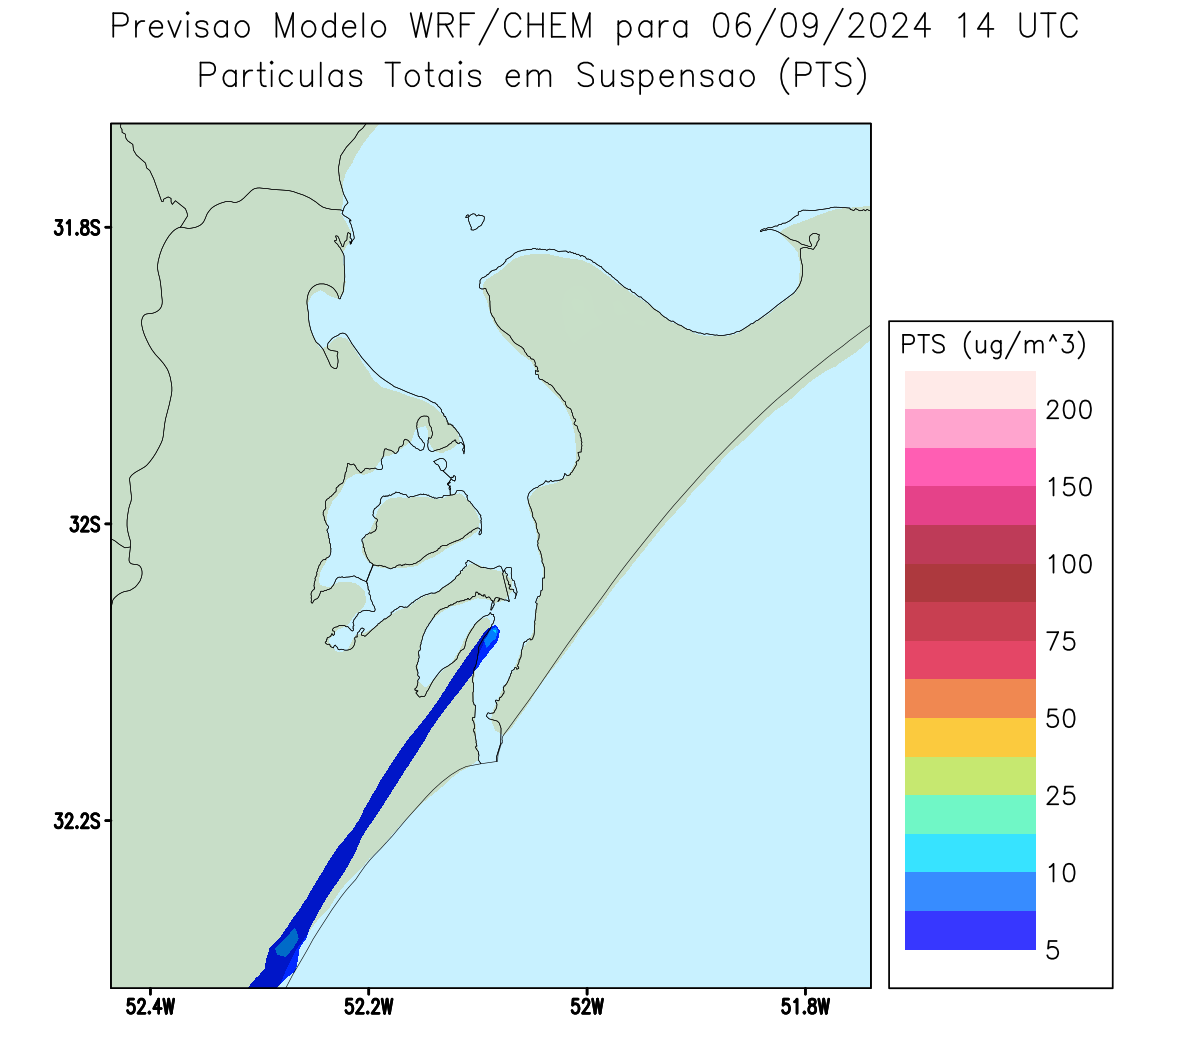 Previsao Modelo WRF/CHEM para 06/09/2024 14 UTC
Particulas Totais em Suspensao (PTS)
31.8S
32S
32.2S
52.4W
52.2W
52W
51.8W
PTS (ug/m^3)
200
150
100
75
50
25
10
5